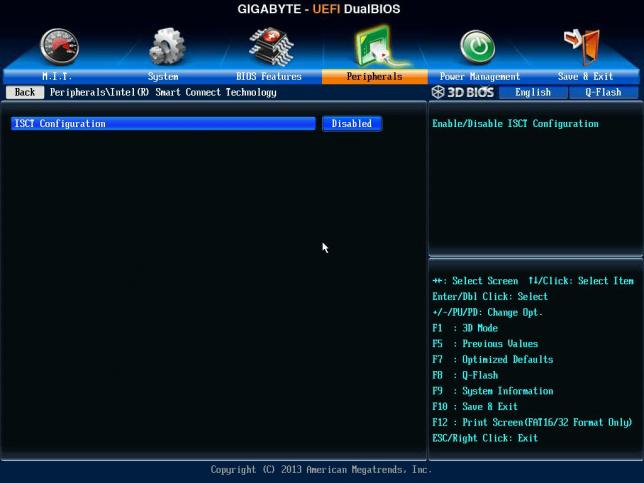 GIGABYTE - UEFI DualBIOS
M.I.T. System BIOS Features Peripherals Power Management Save & Exit
Back Peripherals\Intel(R) Smart Connect Technology 3D BIOS English Q-Flash
ISCT Configuration Disabled
Enable/Disable ISCT Configuration
→←: Select Screen ↑↓/Click: Select Item
Enter/Dbl Click: Select
+/-/PU/PD: Change Opt.
F1 : 3D Mode
F5 : Previous Values
F7 : Optimized Defaults
F8 : Q-Flash
F9 : System Information
F10 : Save & Exit
F12 : Print Screen(FAT16/32 Format Only)
ESC/Right Click: Exit
Copyright (C) 2013 American Megatrends, Inc.